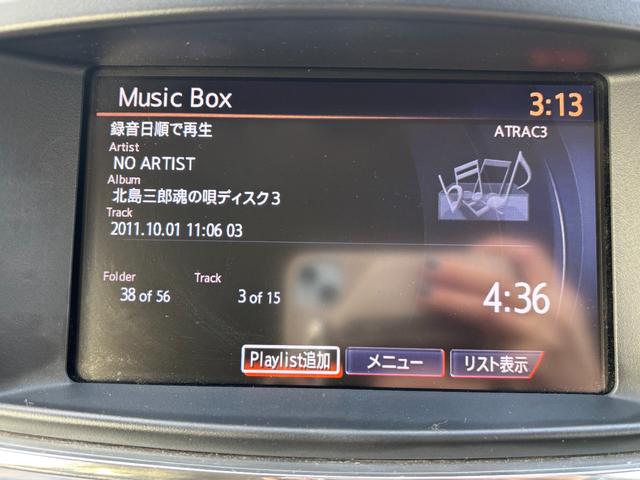 Music Box 3:13
録音日順で再生 ATRAC3
Artist
NO ARTIST
Album
北島三郎魂の唄ディスク3
Track
2011.10.01 11:06 03
Folder Track
38 of 56 3 of 15 4:36
Playlist追加 メニュー リスト表示